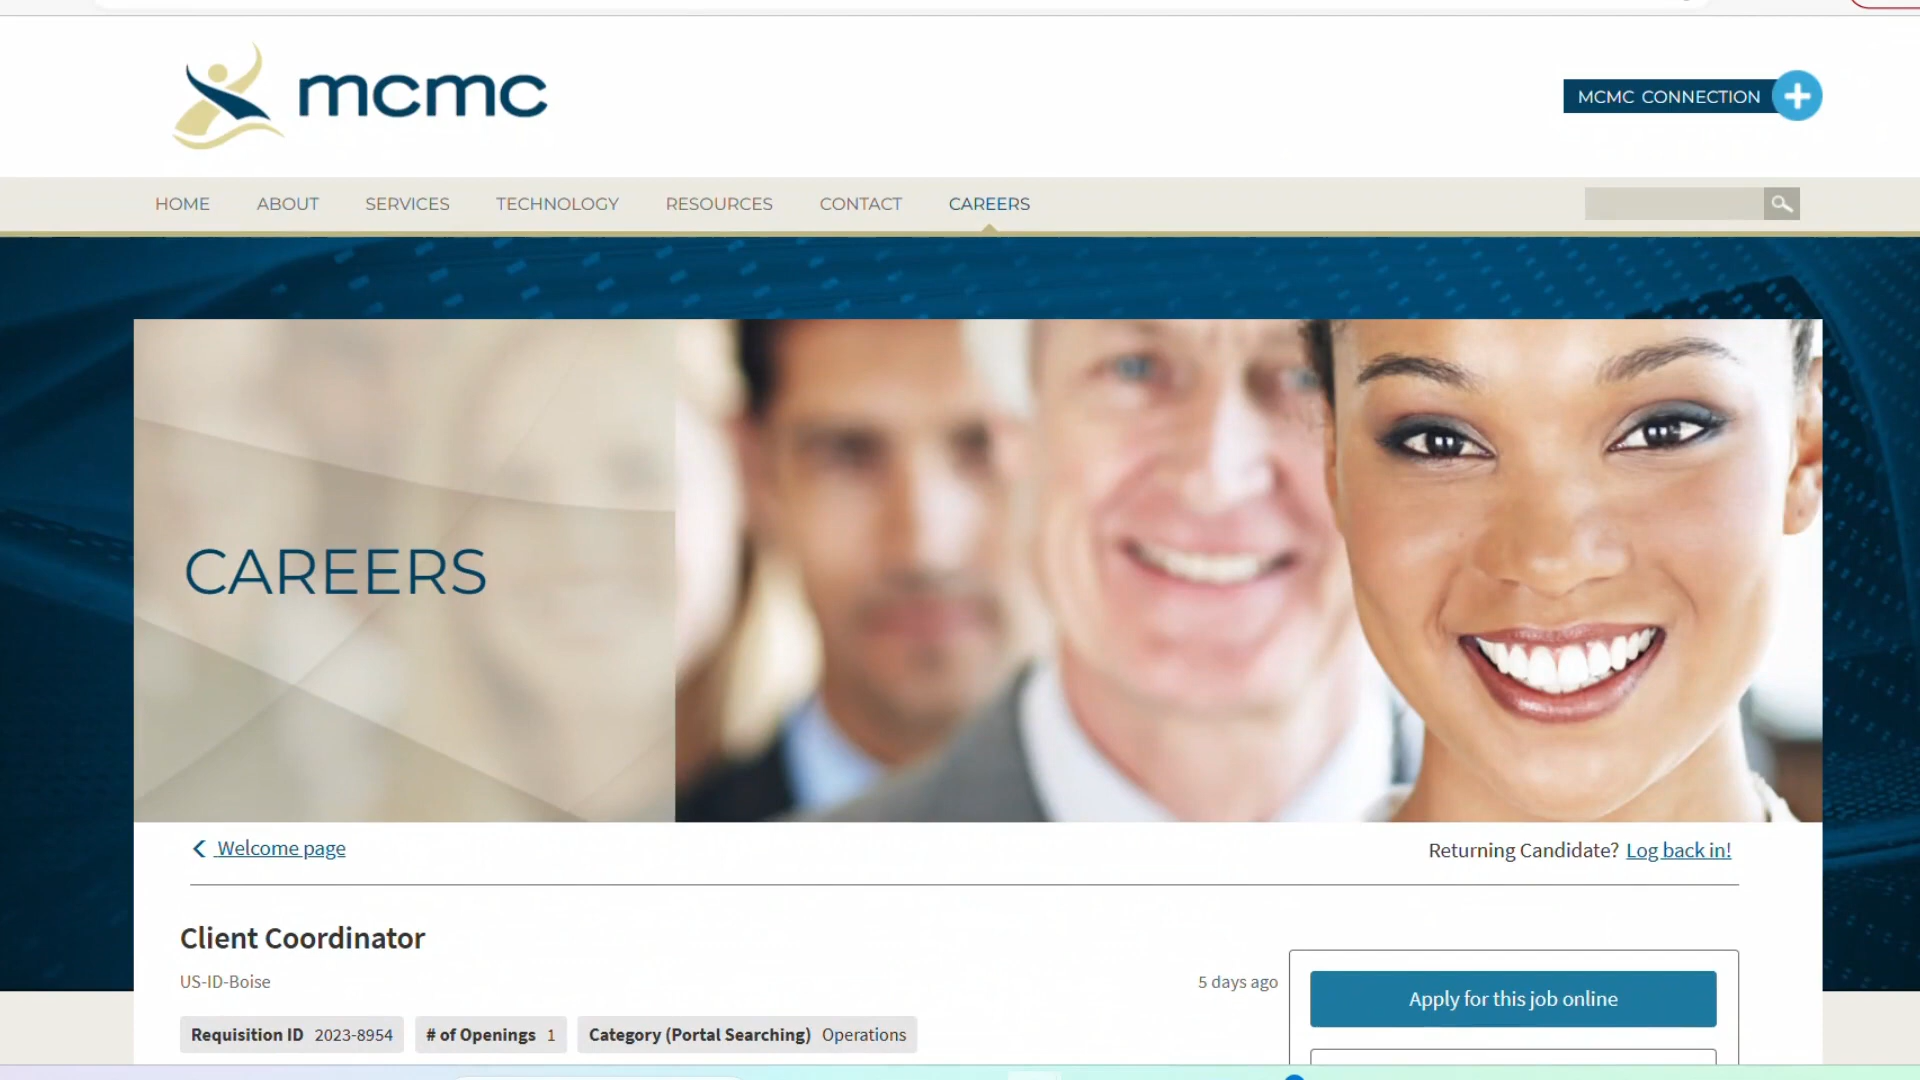 mcmc
MCMC CONNECTION
HOME ABOUT SERVICES TECHNOLOGY RESOURCES CONTACT CAREERS
CAREERS
Welcome page
Returning Candidate? Log back in!
Client Coordinator
US-ID-Boise
5 days ago
Apply for this job online
Requisition ID 2023-8954 # of Openings 1 Category (Portal Searching) Operations